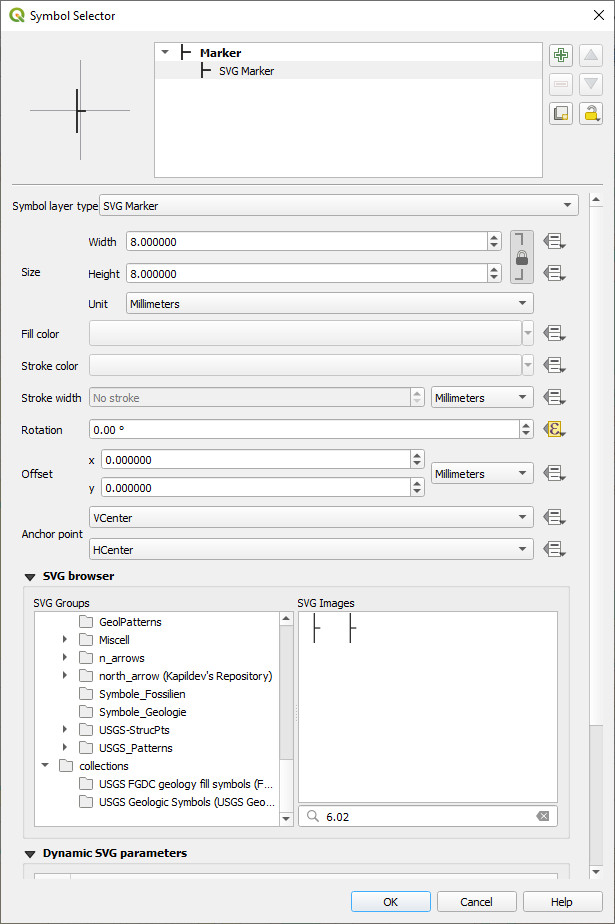 Symbol Selector
Marker
SVG Marker
Symbol layer type SVG Marker
Size
Width 8.000000
Height 8.000000
Unit Millimeters
Fill color
Stroke color
Stroke width No stroke Millimeters
Rotation 0.00 °
Offset
x 0.000000
Millimeters
y 0.000000
Anchor point
VCenter
HCenter
SVG browser
SVG Groups
GeolPatterns
Miscell
n_arrows
north_arrow (Kapildev's Repository)
Symbole_Fossilien
Symbole_Geologie
USGS-StrucPts
USGS_Patterns
collections
USGS FGDC geology fill symbols (F...
USGS Geologic Symbols (USGS Geo...
SVG Images
6.02
Dynamic SVG parameters
OK Cancel Help